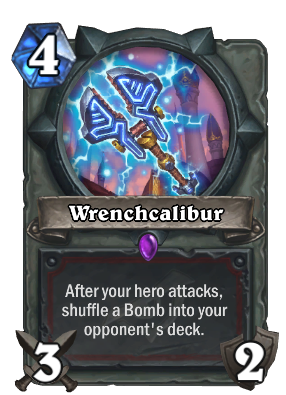 4
Wrenchcalibur
After your hero attacks,
shuffle a Bomb into your
opponent's deck.
3
2